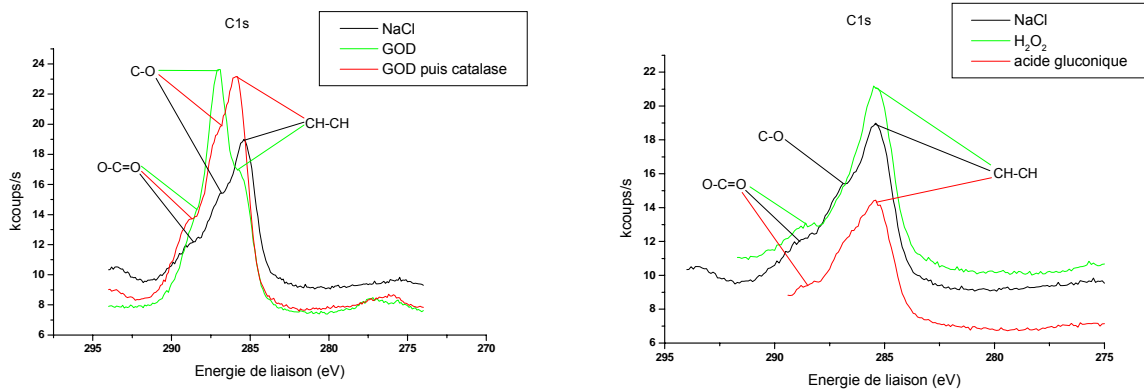 C1s
NaCl
GOD
GOD puis catalase
24
22
20
18
16
14
12
10
8
6
kcoups/s
C-O
CH-CH
O-C=O
295
290
285
280
275
270
Energie de liaison (eV)
C1s
NaCl
H₂O₂
acide gluconique
22
20
18
16
14
12
10
8
6
kcoups/s
C-O
O-C=O
CH-CH
290
285
280
275
Energie de liaison (eV)